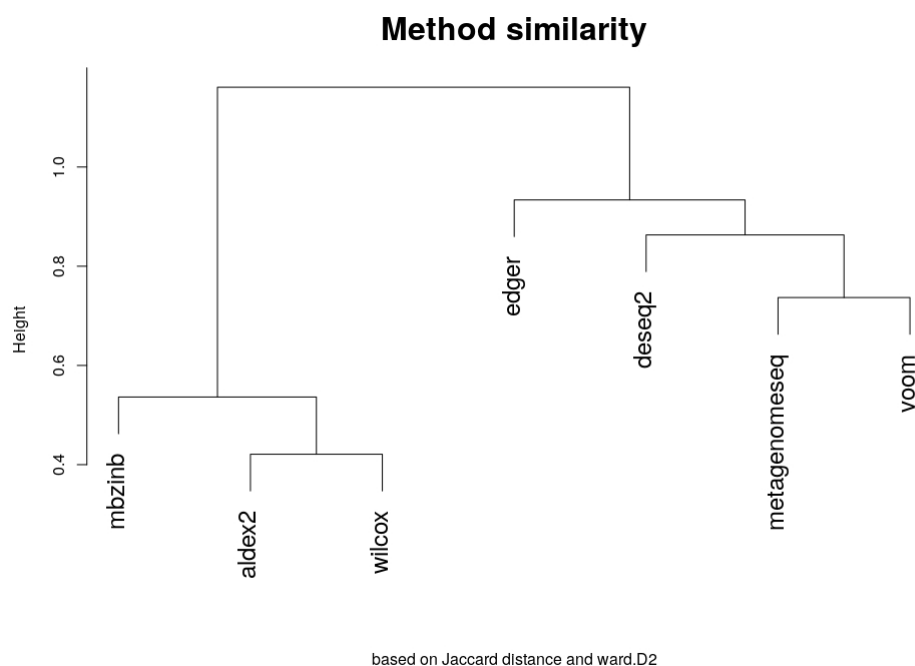 Method similarity
Height
1.0
0.8
0.6
0.4
mbzinb
aldex2
wilcox
edger
deseq2
metagenomeseq
voom
based on Jaccard distance and ward.D2